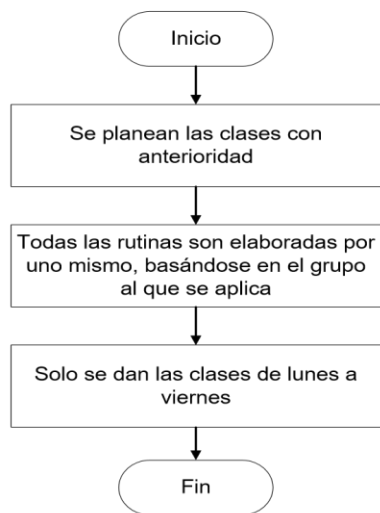 Inicio
Se planean las clases con
anterioridad
Todas las rutinas son elaboradas por
uno mismo, basándose en el grupo
al que se aplica
Solo se dan las clases de lunes a
viernes
Fin